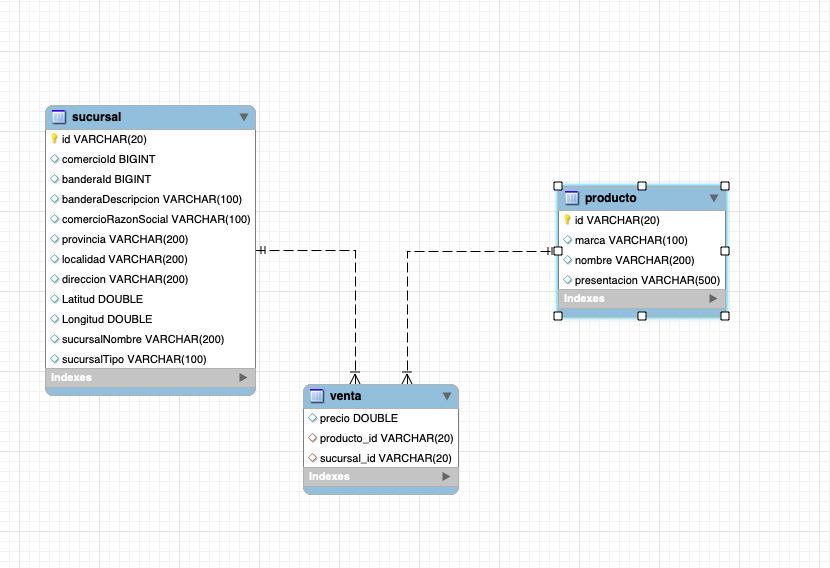 sucursal
id VARCHAR(20)
comercioId BIGINT
banderaId BIGINT
banderaDescripcion VARCHAR(100)
comercioRazonSocial VARCHAR(100)
provincia VARCHAR(200)
localidad VARCHAR(200)
direccion VARCHAR(200)
Latitud DOUBLE
Longitud DOUBLE
sucursalNombre VARCHAR(200)
sucursalTipo VARCHAR(100)
Indexes
producto
id VARCHAR(20)
marca VARCHAR(100)
nombre VARCHAR(200)
presentacion VARCHAR(500)
Indexes
venta
precio DOUBLE
producto_id VARCHAR(20)
sucursal_id VARCHAR(20)
Indexes